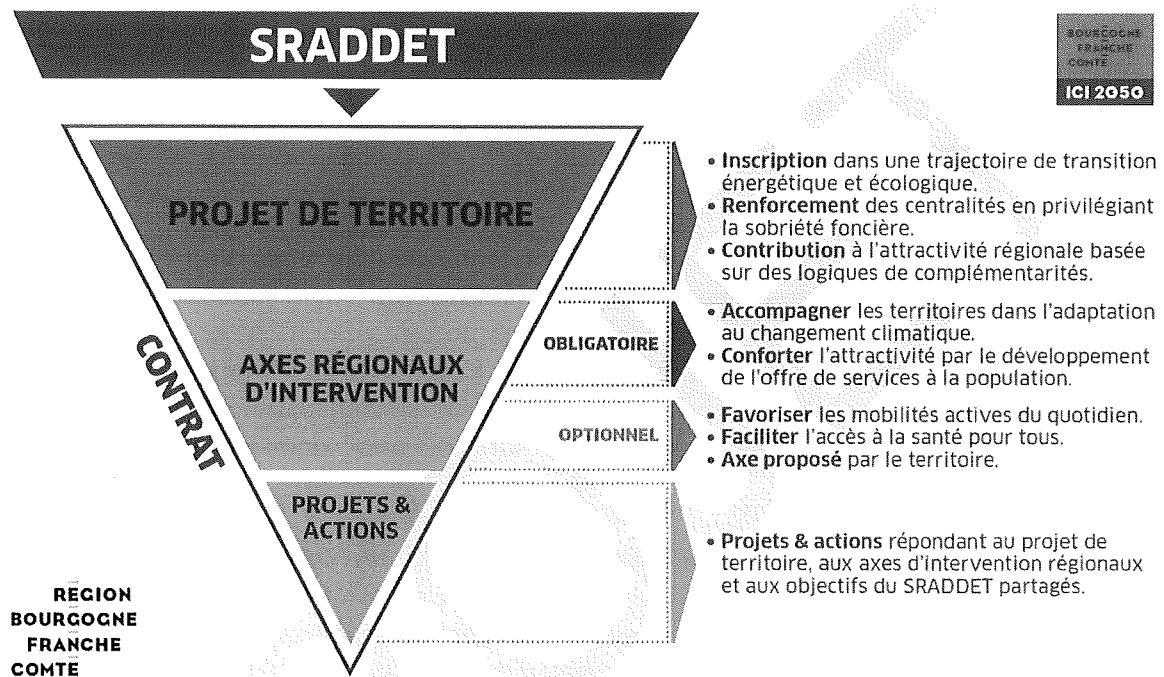 SRADDET
BOURGOGNE
FRANCHE
COMTE
ICI 2050
PROJET DE TERRITOIRE
• Inscription dans une trajectoire de transition
énergétique et écologique.
• Renforcement des centralités en privilégiant
la sobriété foncière.
• Contribution à l'attractivité régionale basée
sur des logiques de complémentarités.
CONTRAT
AXES RÉGIONAUX
D'INTERVENTION
OBLIGATOIRE
• Accompagner les territoires dans l'adaptation
au changement climatique.
• Conforter l'attractivité par le développement
de l'offre de services à la population.
OPTIONNEL
• Favoriser les mobilités actives du quotidien.
• Faciliter l'accès à la santé pour tous.
• Axe proposé par le territoire.
PROJETS &
ACTIONS
• Projets & actions répondant au projet de
territoire, aux axes d'intervention régionaux
et aux objectifs du SRADDET partagés.
REGION
BOURGOGNE
FRANCHE
COMTE